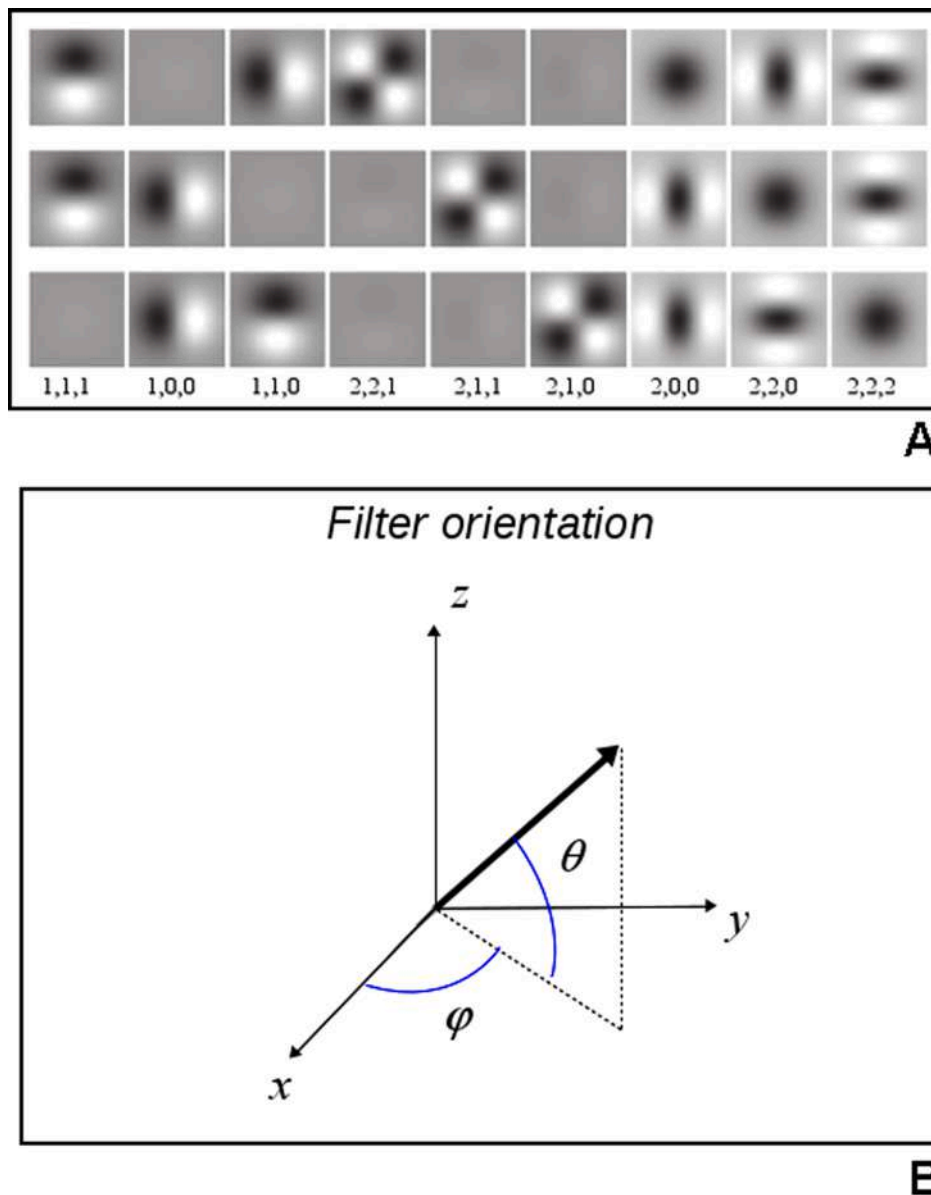 1,1,1 1,0,0 1,1,0 2,2,1 2,1,1 2,1,0 2,0,0 2,2,0 2,2,2
A
Filter orientation
z
θ
y
φ
x
B